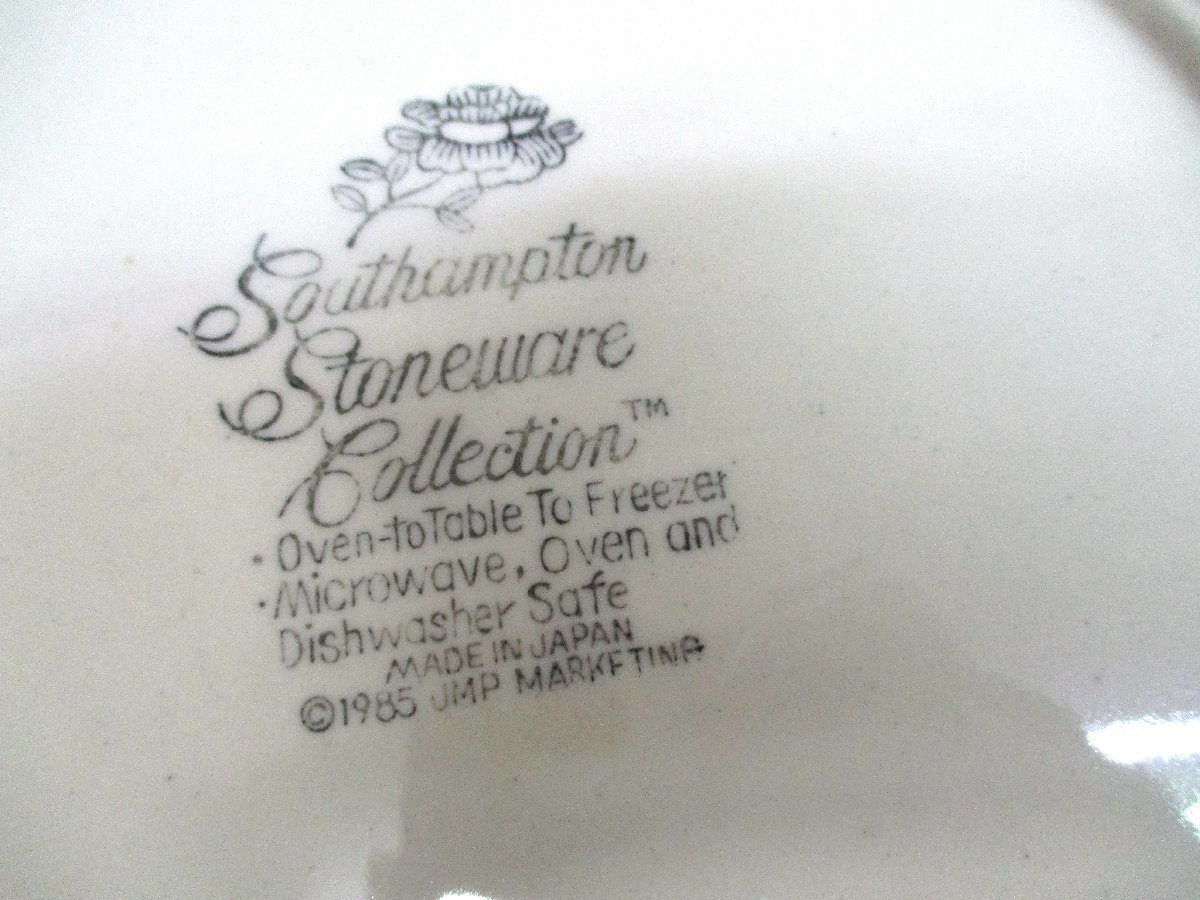 Southampton
Stoneware
Collection™
• Oven-to Table To Freezer
• Microwave, Oven and
Dishwasher Safe
MADE IN JAPAN
©1985 JMP MARKETING